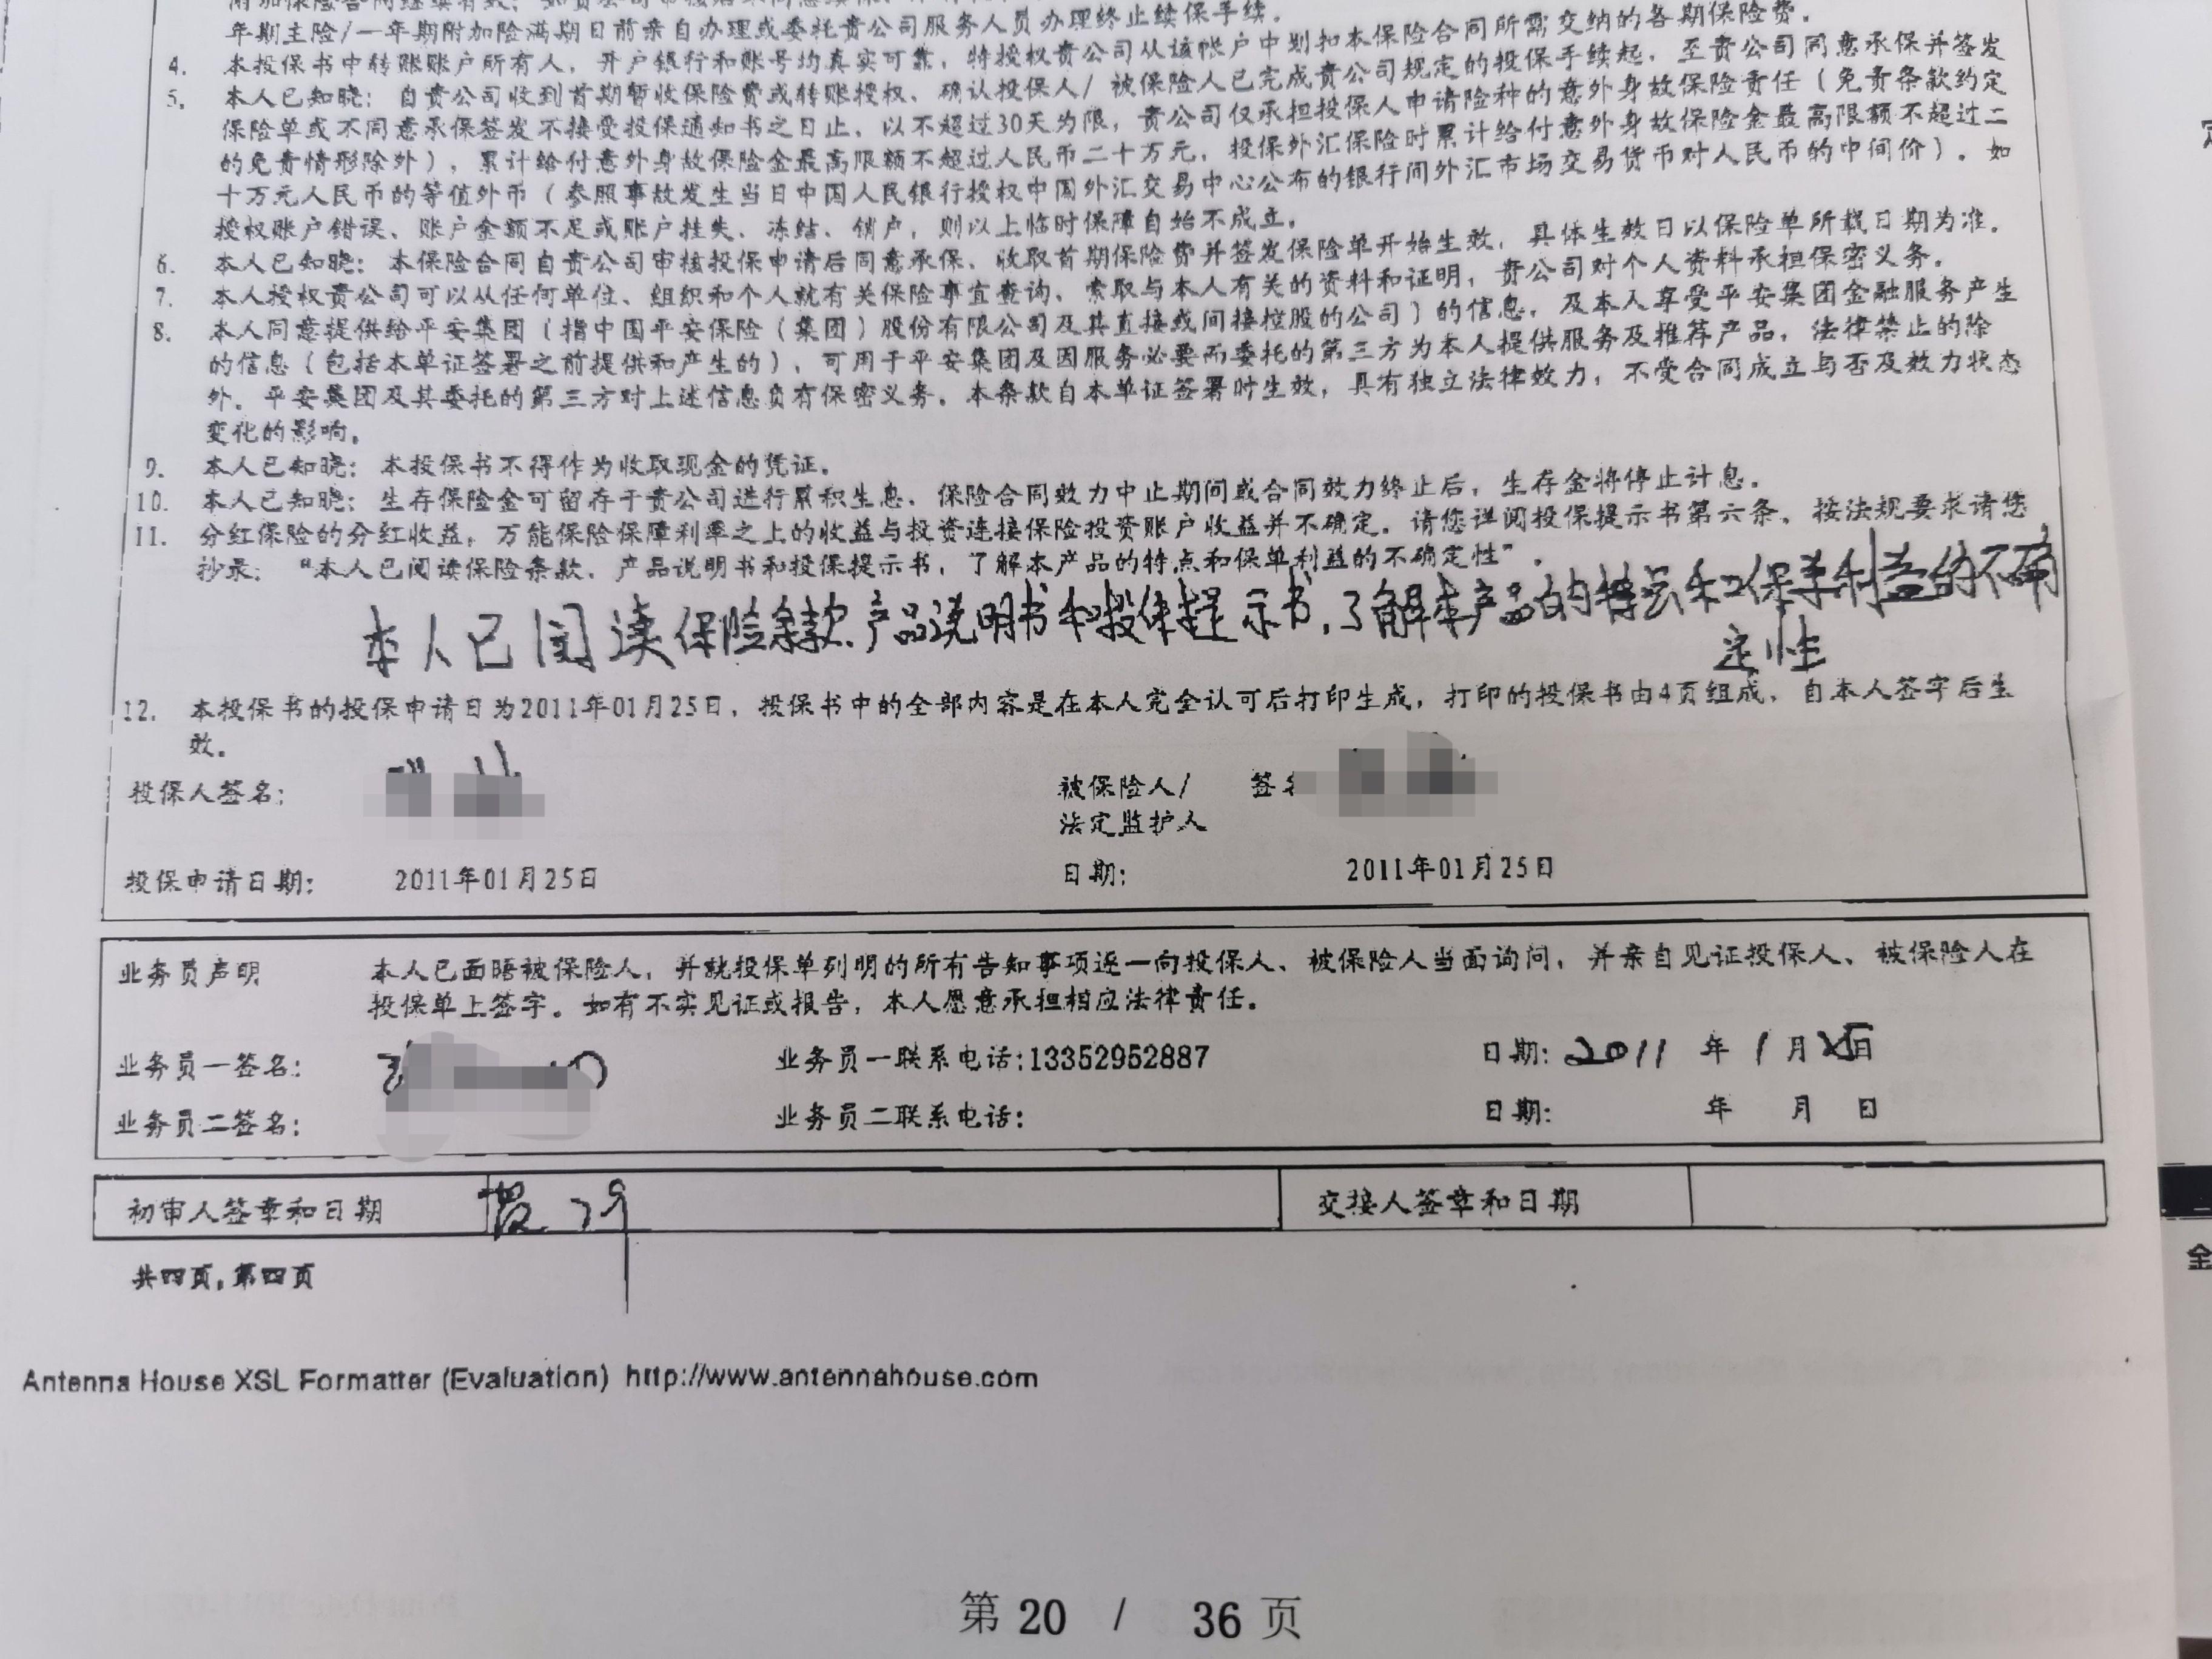 年期主险/一年期附加险满期日前亲自办理或委托贵公司服务人员办理终止续保手续。
4. 本投保书中转账账户所有人、开户银行和账号均真实可靠,特授权贵公司从该帐户中划扣本保险合同所需交纳的各期保险费。
5. 本人已知晓:自贵公司收到首期暂收保险费或转账授权、确认投保人/被保险人已完成贵公司规定的投保手续起,至贵公司同意承保并签发
保险单或不同意承保签发不接受投保通知书之日止,以不超过30天为限,贵公司仅承担投保人申请险种的意外身故保险责任(免责条款约定
的免责情形除外),累计给付意外身故保险金最高限额不超过人民币二十万元,投保外汇保险时累计给付意外身故保险金最高限额不超过二
十万元人民币的等值外币(参照事故发生当日中国人民银行授权中国外汇交易中心公布的银行间外汇市场交易货币对人民币的中间价)。如
授权账户错误、账户金额不足或账户挂失、冻结、销户,则以上临时保障自始不成立。
6. 本人已知晓:本保险合同自贵公司审核投保申请后同意承保、收取首期保险费并签发保险单开始生效,具体生效日以保险单所载日期为准。
7. 本人授权贵公司可以从任何单位、组织和个人就有关保险事宜查询、索取与本人有关的资料和证明,贵公司对个人资料承担保密义务。
8. 本人同意提供给平安集团(指中国平安保险(集团)股份有限公司及其直接或间接控股的公司)的信息,及本人享受平安集团金融服务产生
的信息(包括本单证签署之前提供和产生的),可用于平安集团及因服务必要而委托的第三方为本人提供服务及推荐产品,法律禁止的除
外。平安集团及其委托的第三方对上述信息负有保密义务。本条款自本单证签署时生效,具有独立法律效力,不受合同成立与否及效力状态
变化的影响。
9. 本人已知晓:本投保书不得作为收取现金的凭证。
10. 本人已知晓:生存保险金可留存于贵公司进行累积生息,保险合同效力中止期间或合同效力终止后,生存金将停止计息。
11. 分红保险的分红收益,万能保险保障利率之上的收益与投资连接保险投资账户收益并不确定。请您详阅投保提示书第六条,按法规要求请您
抄录:“本人已阅读保险条款、产品说明书和投保提示书,了解本产品的特点和保单利益的不确定性”。
本人已阅读保险条款、产品说明书和投保提示书,了解本产品的特点和保单利益的不确
定性
12. 本投保书的投保申请日为2011年01月25日,投保书中的全部内容是在本人完全认可后打印生成,打印的投保书由4页组成,自本人签字后生
效。
投保人签名: 被保险人/ 签名
法定监护人
投保申请日期: 2011年01月25日 日期: 2011年01月25日
业务员声明 本人已面晤被保险人,并就投保单列明的所有告知事项逐一向投保人、被保险人当面询问,并亲自见证投保人、被保险人在
投保单上签字。如有不实见证或报告,本人愿意承担相应法律责任。
业务员一签名: 业务员一联系电话:13352952887 日期: 2011 年 1 月 25日
业务员二签名: 业务员二联系电话: 日期: 年 月 日
初审人签章和日期 交接人签章和日期
共四页,第四页
Antenna House XSL Formatter (Evaluation) http://www.antennahouse.com
第 20 / 36 页
全